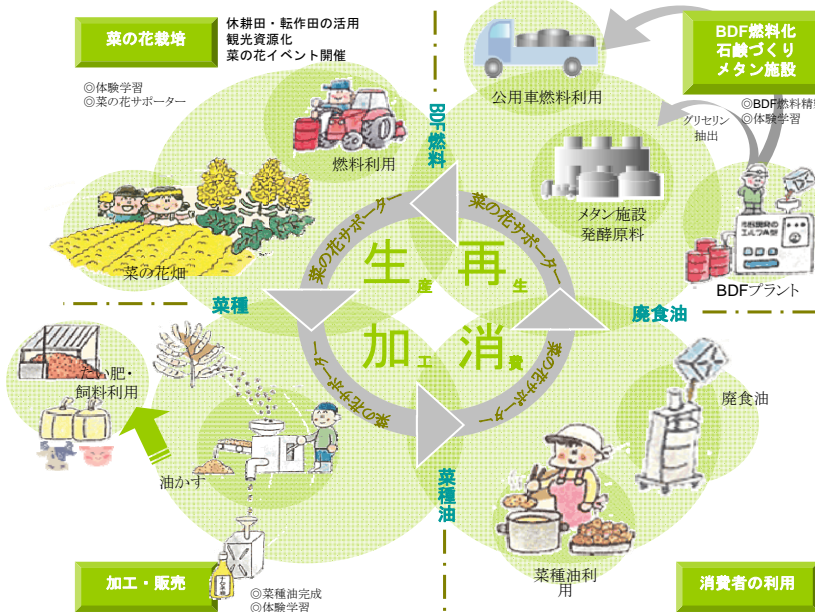 菜の花栽培
休耕田・転作田の活用
観光資源化
菜の花イベント開催
◎体験学習
◎菜の花サポーター
BDF燃料化
石鹸づくり
メタン施設
◎BDF燃料精
◎体験学習
公用車燃料利用
グリセリン
抽出
BDF燃料
燃料利用
メタン施設
発酵原料
菜の花畑
BDFプラント
菜の花サポーター
菜の花サポーター
生産
再生
菜種
廃食油
加工
消費
菜の花サポーター
菜の花サポーター
たい肥・
飼料利用
油かす
廃食油
菜種油
菜種油利
用
加工・販売
◎菜種油完成
◎体験学習
消費者の利用